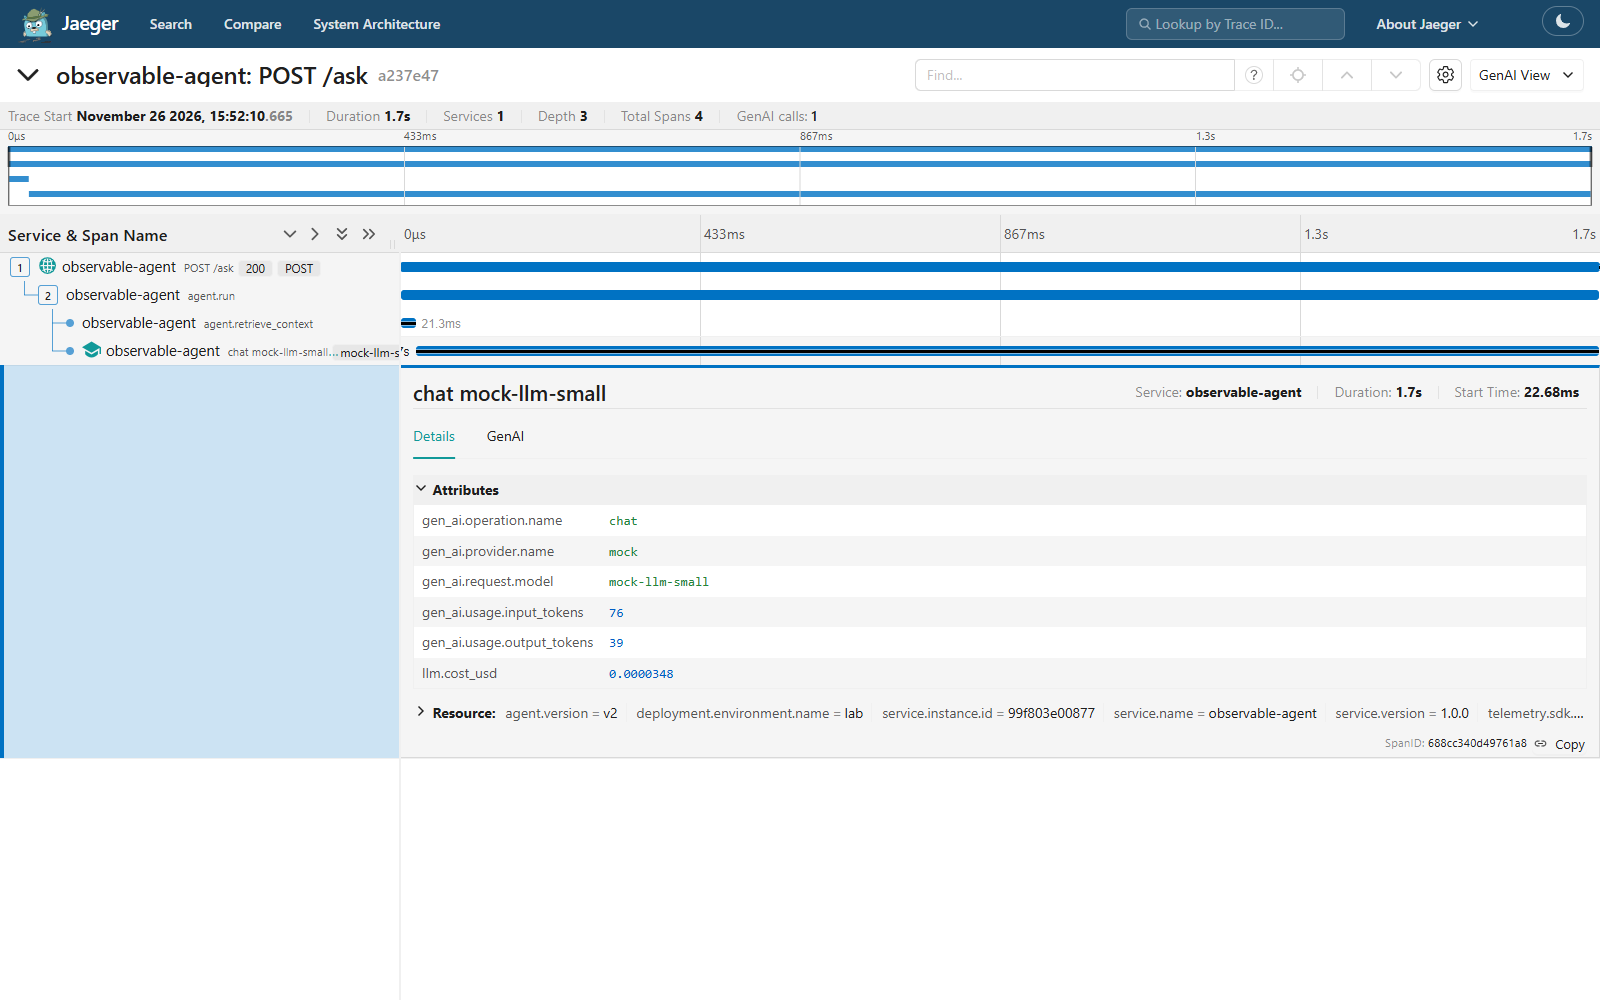 Jaeger Search Compare System Architecture Lookup by Trace ID... About Jaeger
observable-agent: POST /ask a237e47 Find... ? GenAI View
Trace Start November 26 2026, 15:52:10.665 Duration 1.7s Services 1 Depth 3 Total Spans 4 GenAI calls: 1
0μs 433ms 867ms 1.3s 1.7s
Service & Span Name 0μs 433ms 867ms 1.3s 1.7s
1 observable-agent POST /ask 200 POST
2 observable-agent agent.run
observable-agent agent.retrieve_context 21.3ms
observable-agent chat mock-llm-small... mock-llm-s 7s
chat mock-llm-small Service: observable-agent Duration: 1.7s Start Time: 22.68ms
Details GenAI
Attributes
gen_ai.operation.name chat
gen_ai.provider.name mock
gen_ai.request.model mock-llm-small
gen_ai.usage.input_tokens 76
gen_ai.usage.output_tokens 39
llm.cost_usd 0.0000348
Resource: agent.version = v2 deployment.environment.name = lab service.instance.id = 99f803e00877 service.name = observable-agent service.version = 1.0.0 telemetry.sdk....
SpanID: 688cc340d49761a8 Copy